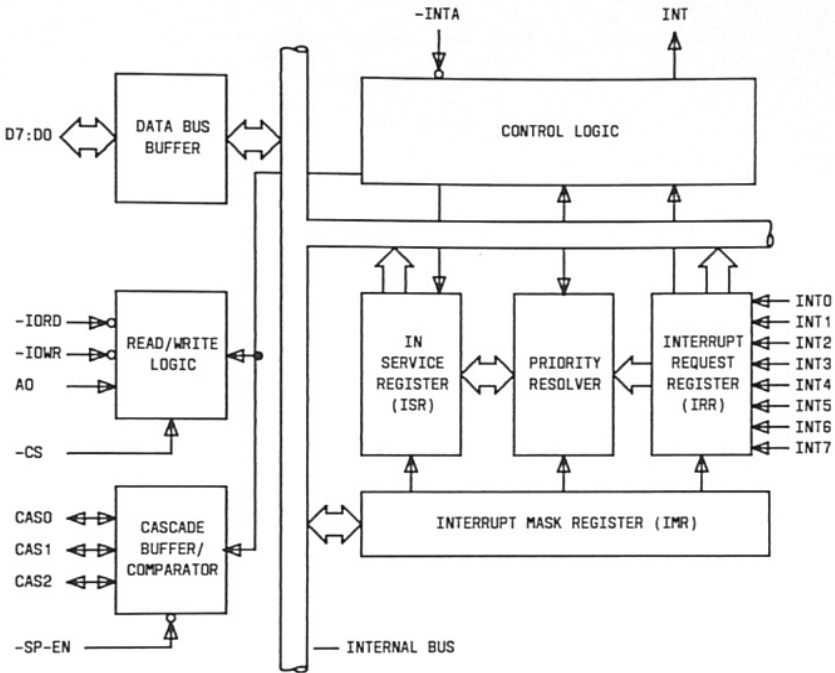 -INTA
INT
D7:D0
DATA BUS
BUFFER
CONTROL LOGIC
-IORD
-IOWR
A0
-CS
READ/WRITE
LOGIC
IN
SERVICE
REGISTER
(ISR)
PRIORITY
RESOLVER
INTERRUPT
REQUEST
REGISTER
(IRR)
INT0
INT1
INT2
INT3
INT4
INT5
INT6
INT7
CAS0
CAS1
CAS2
CASCADE
BUFFER/
COMPARATOR
INTERRUPT MASK REGISTER (IMR)
-SP-EN
INTERNAL BUS